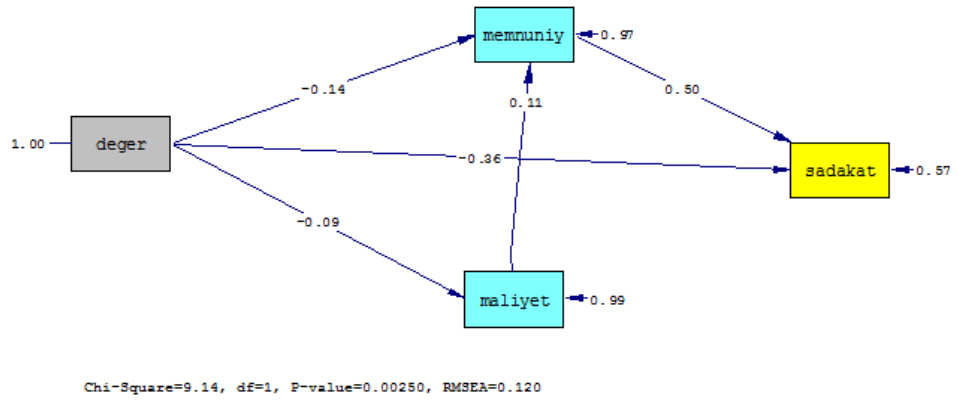 memnuniy
0.97
-0.14
0.50
0.11
1.00
deger
-0.36
sadakat
0.57
-0.09
maliyet
0.99
Chi-Square=9.14, df=1, P-value=0.00250, RMSEA=0.120